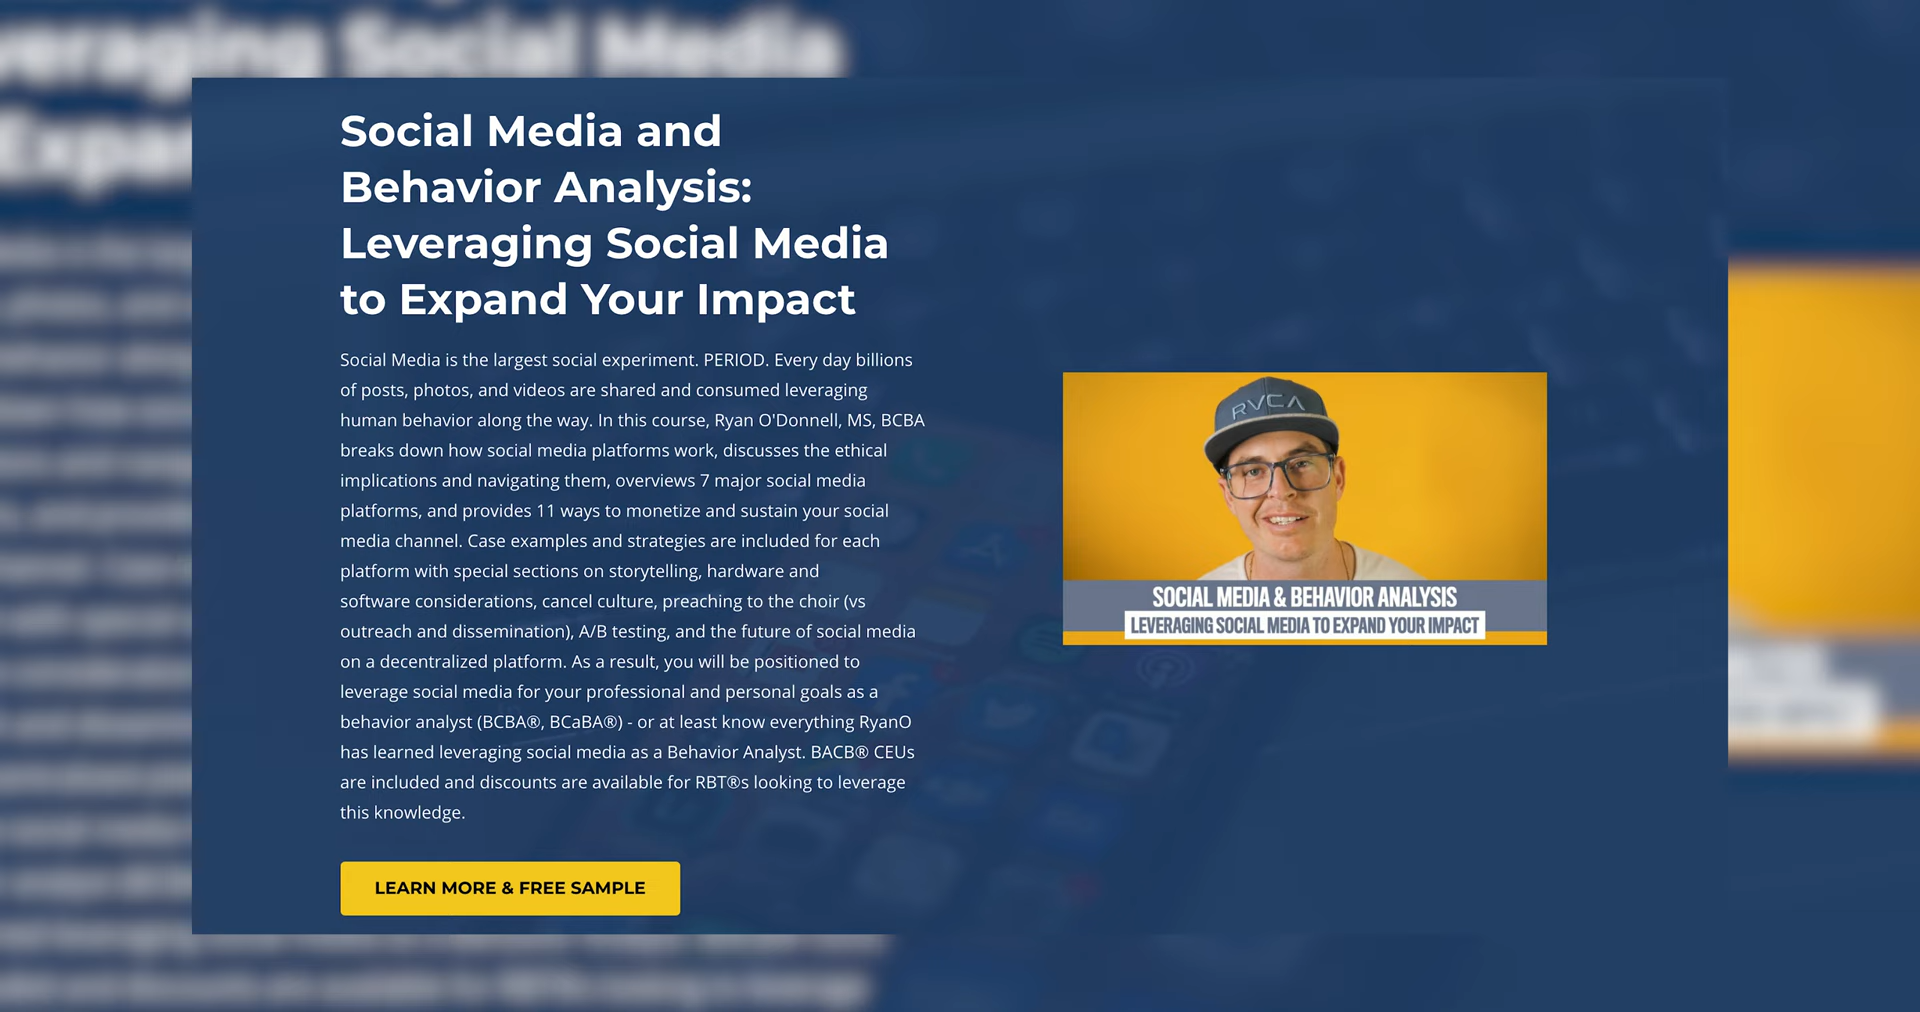 Social Media and
Behavior Analysis:
Leveraging Social Media
to Expand Your Impact
Social Media is the largest social experiment. PERIOD. Every day billions
of posts, photos, and videos are shared and consumed leveraging
human behavior along the way. In this course, Ryan O'Donnell, MS, BCBA
breaks down how social media platforms work, discusses the ethical
implications and navigating them, overviews 7 major social media
platforms, and provides 11 ways to monetize and sustain your social
media channel. Case examples and strategies are included for each
platform with special sections on storytelling, hardware and
software considerations, cancel culture, preaching to the choir (vs
outreach and dissemination), A/B testing, and the future of social media
on a decentralized platform. As a result, you will be positioned to
leverage social media for your professional and personal goals as a
behavior analyst (BCBA®, BCaBA®) - or at least know everything RyanO
has learned leveraging social media as a Behavior Analyst. BACB® CEUs
are included and discounts are available for RBT®s looking to leverage
this knowledge.
LEARN MORE & FREE SAMPLE
RVCA
SOCIAL MEDIA & BEHAVIOR ANALYSIS
LEVERAGING SOCIAL MEDIA TO EXPAND YOUR IMPACT
veraging Social Media
Expan